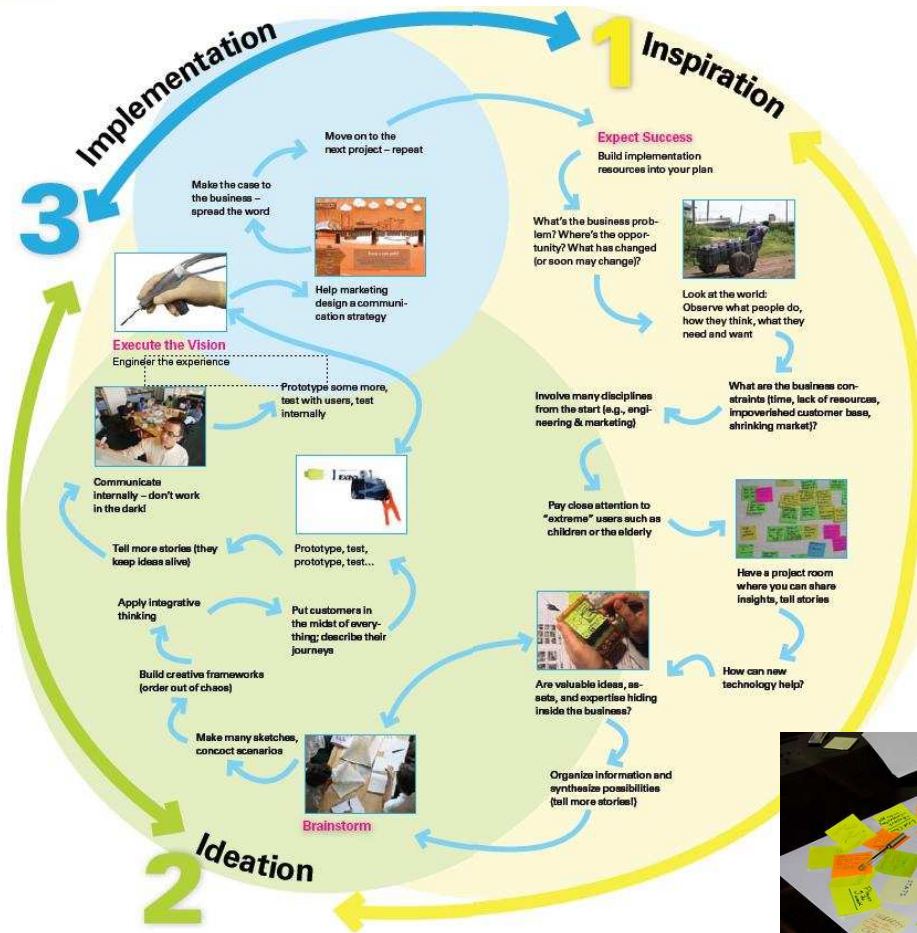 1
Inspiration
Expect Success
Build implementation
resources into your plan
What's the business prob-
lem? Where's the oppor-
tunity? What has changed
(or soon may change)?
Look at the world:
Observe what people do,
how they think, what they
need and want
What are the business con-
straints (time, lack of resources,
impoverished customer base,
shrinking market)?
Involve many disciplines
from the start (e.g., engi-
neering & marketing)
Pay close attention to
"extreme" users such as
children or the elderly
Have a project room
where you can share
insights, tell stories
How can new
technology help?
Are valuable ideas, as-
sets, and expertise hiding
inside the business?
Organize information and
synthesize possibilities
(tell more stories!)
2
Ideation
Brainstorm
Make many sketches,
concoct scenarios
Build creative frameworks
(order out of chaos)
Apply integrative
thinking
Put customers in
the midst of every-
thing; describe their
journeys
Prototype, test,
prototype, test...
Tell more stories (they
keep ideas alive)
Communicate
internally – don't work
in the dark!
Prototype some more,
test with users, test
internally
3
Implementation
Execute the Vision
Engineer the experience
Help marketing
design a communi-
cation strategy
Make the case to
the business –
spread the word
Move on to the
next project – repeat